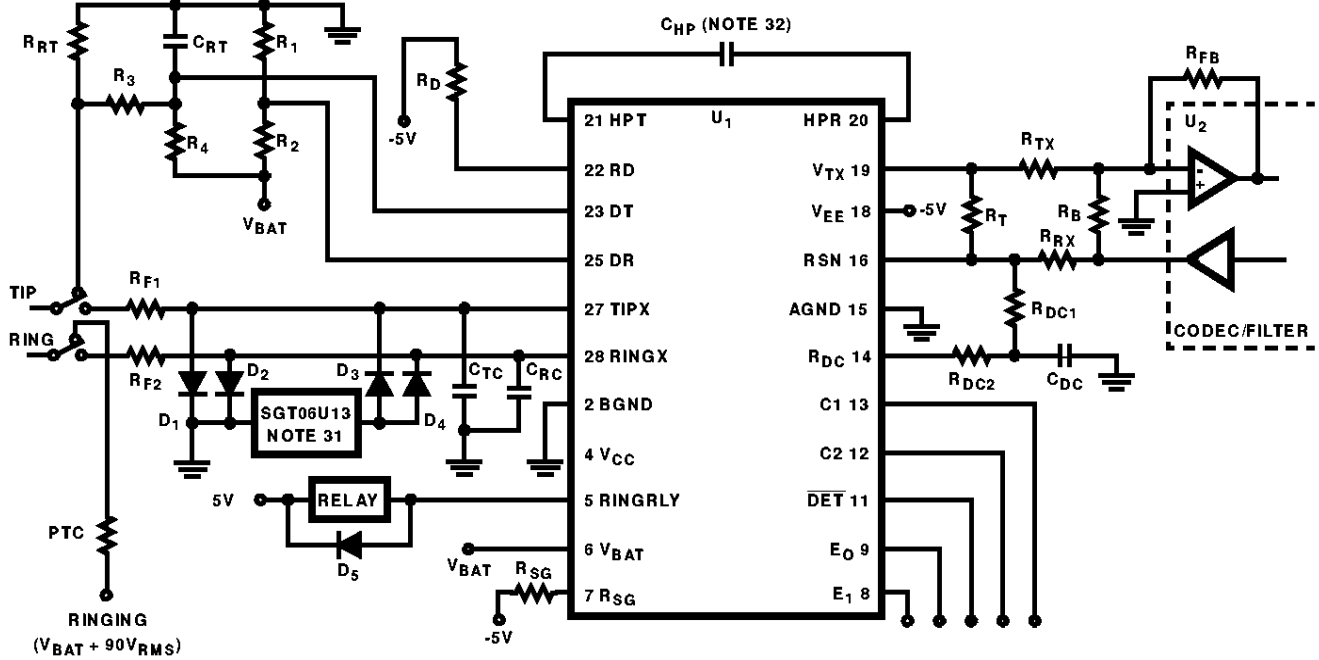 C_HP (NOTE 32)
R_RT
C_RT
R_1
R_3
R_4
R_2
V_BAT
R_D
-5V
U_1
21 HPT
HPR 20
22 RD
V_TX 19
23 DT
V_EE 18
-5V
25 DR
RSN 16
27 TIPX
AGND 15
28 RINGX
R_DC 14
2 BGND
C1 13
4 V_CC
C2 12
5 RINGRLY
DET 11
6 V_BAT
E_O 9
7 R_SG
E_1 8
R_FB
U_2
R_TX
-
+
R_T
R_B
R_RX
R_DC1
CODEC/FILTER
R_DC2
C_DC
TIP
R_F1
RING
R_F2
D_2
D_3
C_TC
C_RC
D_1
SGT06U13
NOTE 31
D_4
5V
RELAY
D_5
PTC
V_BAT
R_SG
-5V
RINGING
(V_BAT + 90V_RMS)